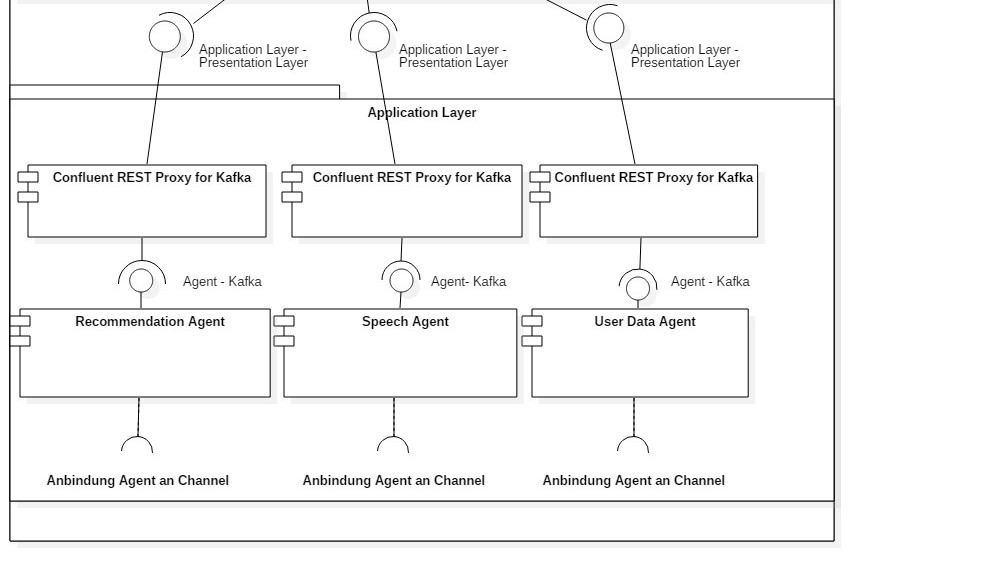 Application Layer -
Presentation Layer
Application Layer -
Presentation Layer
Application Layer -
Presentation Layer
Application Layer
Confluent REST Proxy for Kafka
Confluent REST Proxy for Kafka
Confluent REST Proxy for Kafka
Agent - Kafka
Agent- Kafka
Agent - Kafka
Recommendation Agent
Speech Agent
User Data Agent
Anbindung Agent an Channel
Anbindung Agent an Channel
Anbindung Agent an Channel